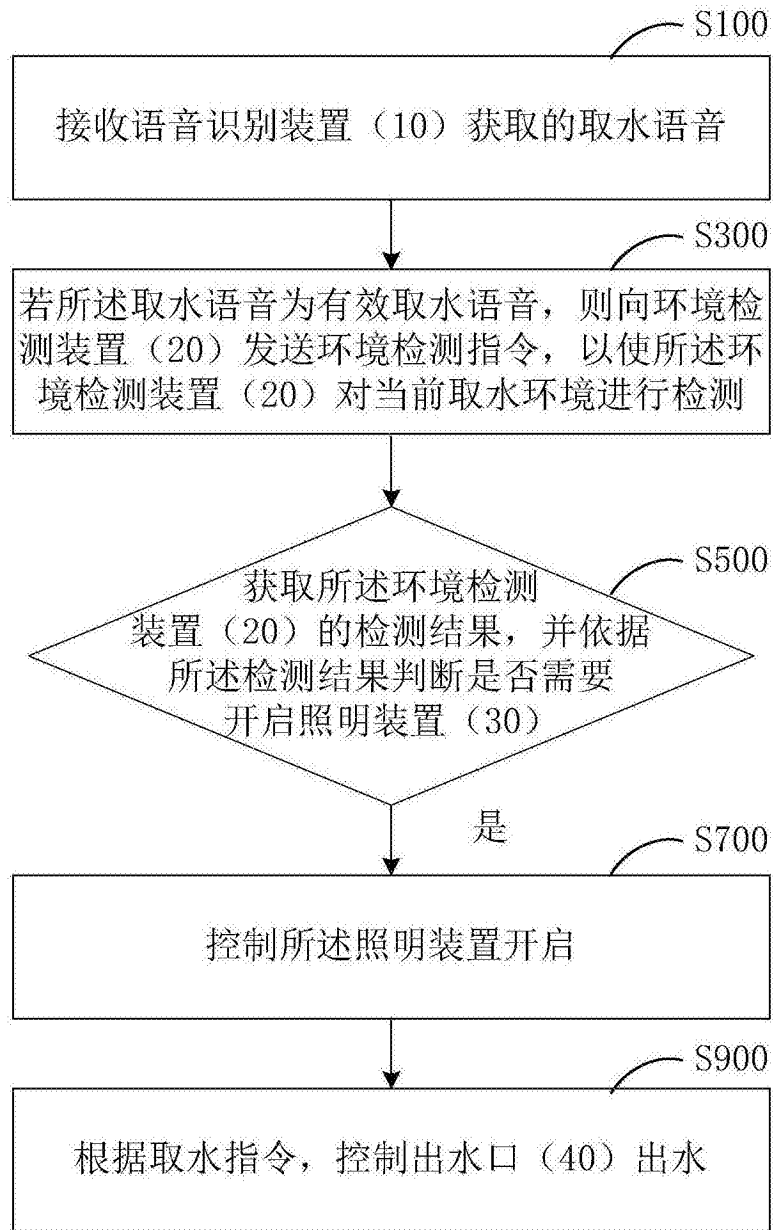 S100
接收语音识别装置（10）获取的取水语音
S300
若所述取水语音为有效取水语音，则向环境检
测装置（20）发送环境检测指令，以使所述环
境检测装置（20）对当前取水环境进行检测
S500
获取所述环境检测
装置（20）的检测结果，并依据
所述检测结果判断是否需要
开启照明装置（30）
是
S700
控制所述照明装置开启
S900
根据取水指令，控制出水口（40）出水